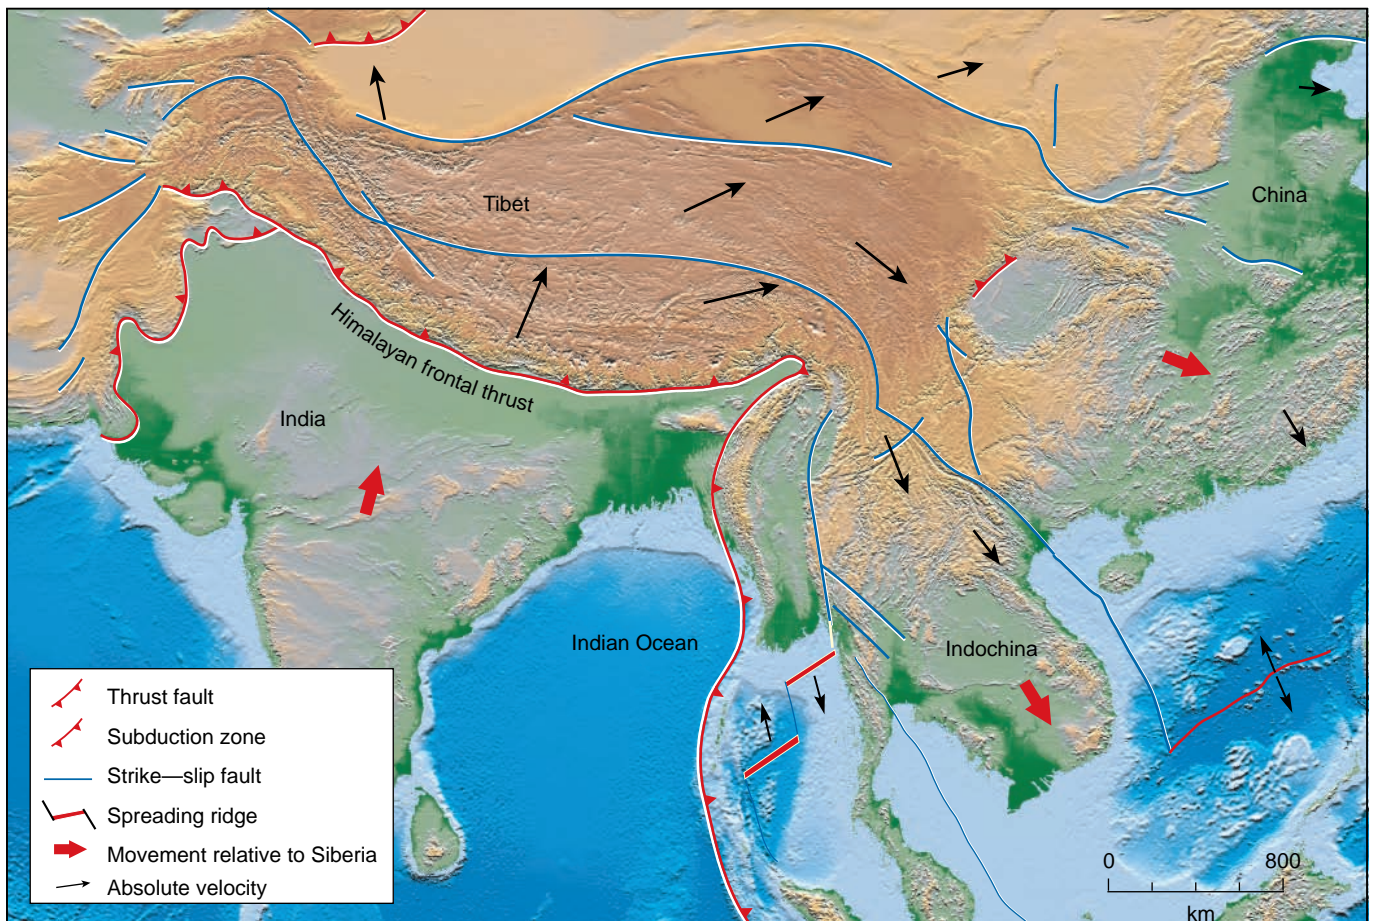 Tibet
China
Himalayan frontal thrust
India
Indian Ocean
Indochina
Thrust fault
Subduction zone
Strike—slip fault
Spreading ridge
Movement relative to Siberia
Absolute velocity
0 800
km